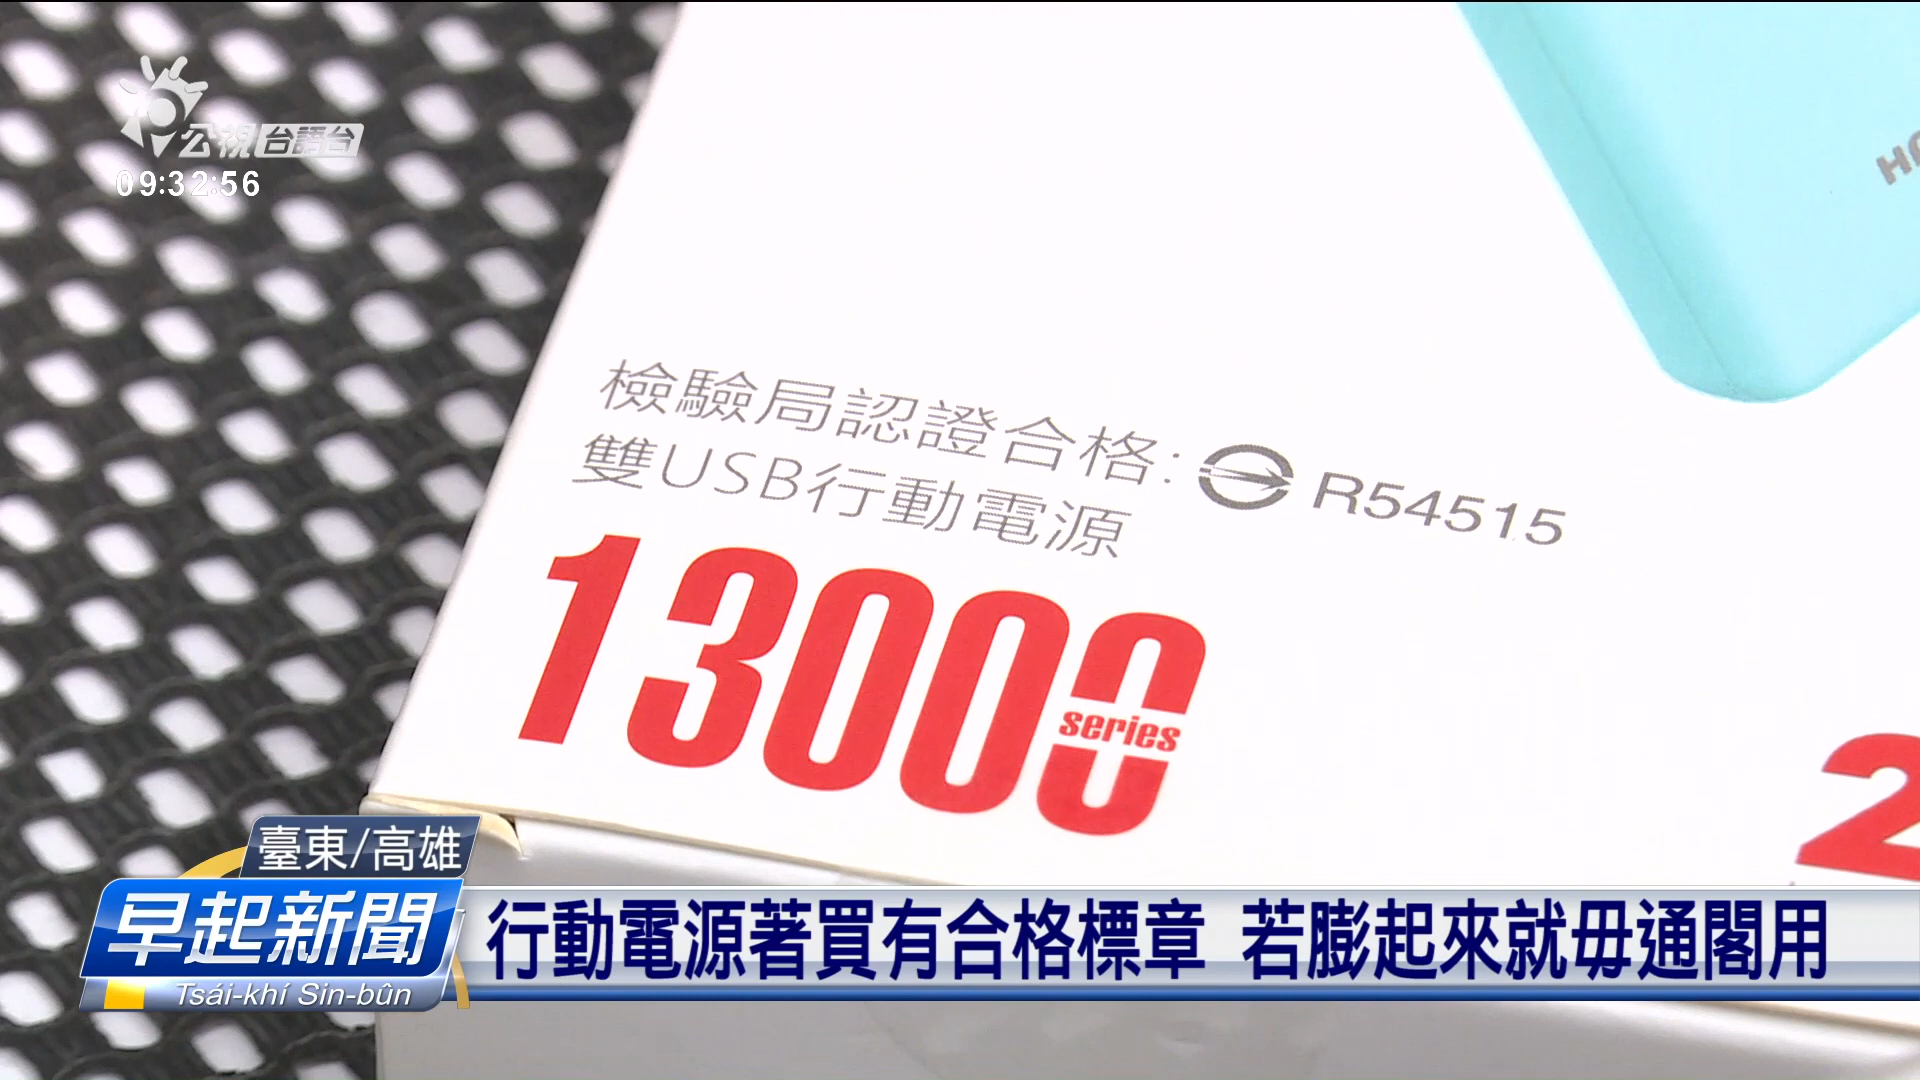 公視台語台
09:32:56
HA
檢驗局認證合格: R54515
雙USB行動電源
13000
series
2
臺東/高雄
早起新聞
Tsái-khí Sin-bûn
行動電源著買有合格標章 若膨起來就毋通閣用